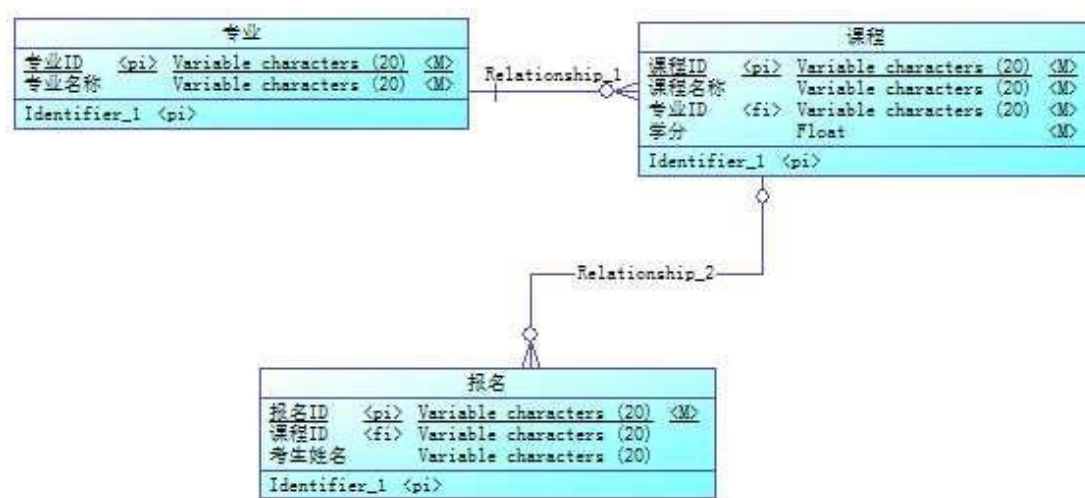 专业
专业ID <pi> Variable characters (20) <M>
专业名称 Variable characters (20) <M>
Identifier_1 <pi>
Relationship_1
课程
课程ID <pi> Variable characters (20) <M>
课程名称 Variable characters (20) <M>
专业ID <fi> Variable characters (20) <M>
学分 Float <M>
Identifier_1 <pi>
Relationship_2
报名
报名ID <pi> Variable characters (20) <M>
课程ID <fi> Variable characters (20)
考生姓名 Variable characters (20)
Identifier_1 <pi>